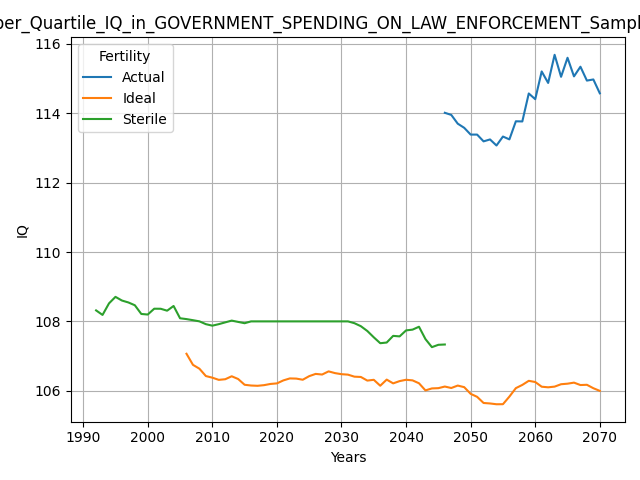 per_Quartile_IQ_in_GOVERNMENT_SPENDING_ON_LAW_ENFORCEMENT_Sampl
Fertility
Actual
Ideal
Sterile
116
114
112
110
108
106
IQ
1990
2000
2010
2020
2030
2040
2050
2060
2070
Years